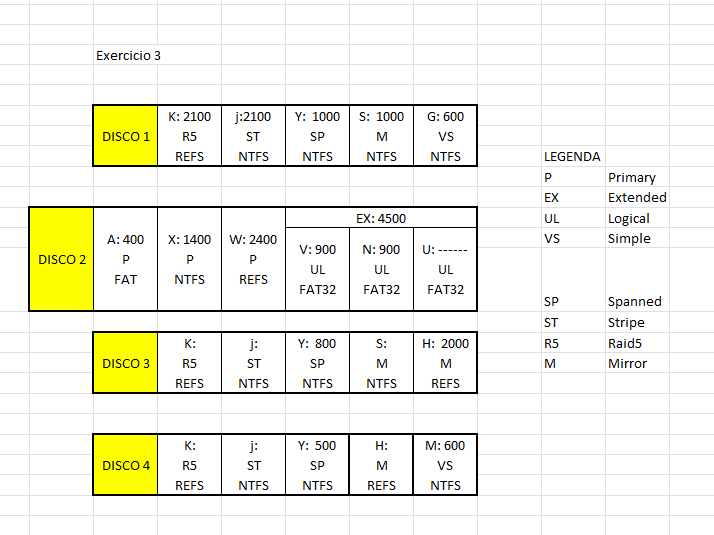 Exercicio 3
DISCO 1
K: 2100 j:2100 Y: 1000 S: 1000 G: 600
R5 ST SP M VS
REFS NTFS NTFS NTFS NTFS
LEGENDA
P Primary
EX Extended
UL Logical
VS Simple
SP Spanned
ST Stripe
R5 Raid5
M Mirror
DISCO 2
A: 400 X: 1400 W: 2400
P P P
FAT NTFS REFS
EX: 4500
V: 900 N: 900 U: ------
UL UL UL
FAT32 FAT32 FAT32
DISCO 3
K: j: Y: 800 S: H: 2000
R5 ST SP M M
REFS NTFS NTFS NTFS REFS
DISCO 4
K: j: Y: 500 H: M: 600
R5 ST SP M VS
REFS NTFS NTFS REFS NTFS